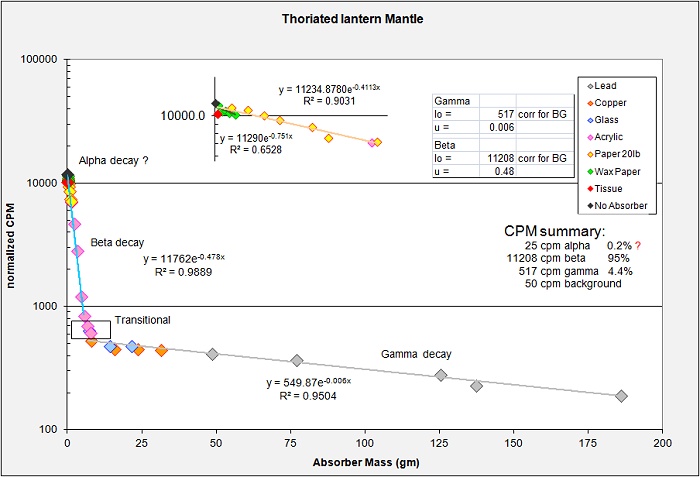 Thoriated lantern Mantle
normalized CPM
100000
10000
1000
100
Alpha decay ?
Beta decay
y = 11762e-0.478x
R² = 0.9889
Transitional
Gamma decay
y = 549.87e-0.006x
R² = 0.9504
10000.0
y = 11234.8780e-0.4113x
R² = 0.9031
y = 11290e-0.751x
R² = 0.6528
Gamma
Io = 517 corr for BG
u = 0.006
Beta
Io = 11208 corr for BG
u = 0.48
Lead
Copper
Glass
Acrylic
Paper 20lb
Wax Paper
Tissue
No Absorber
CPM summary:
25 cpm alpha 0.2% ?
11208 cpm beta 95%
517 cpm gamma 4.4%
50 cpm background
0 25 50 75 100 125 150 175 200
Absorber Mass (gm)